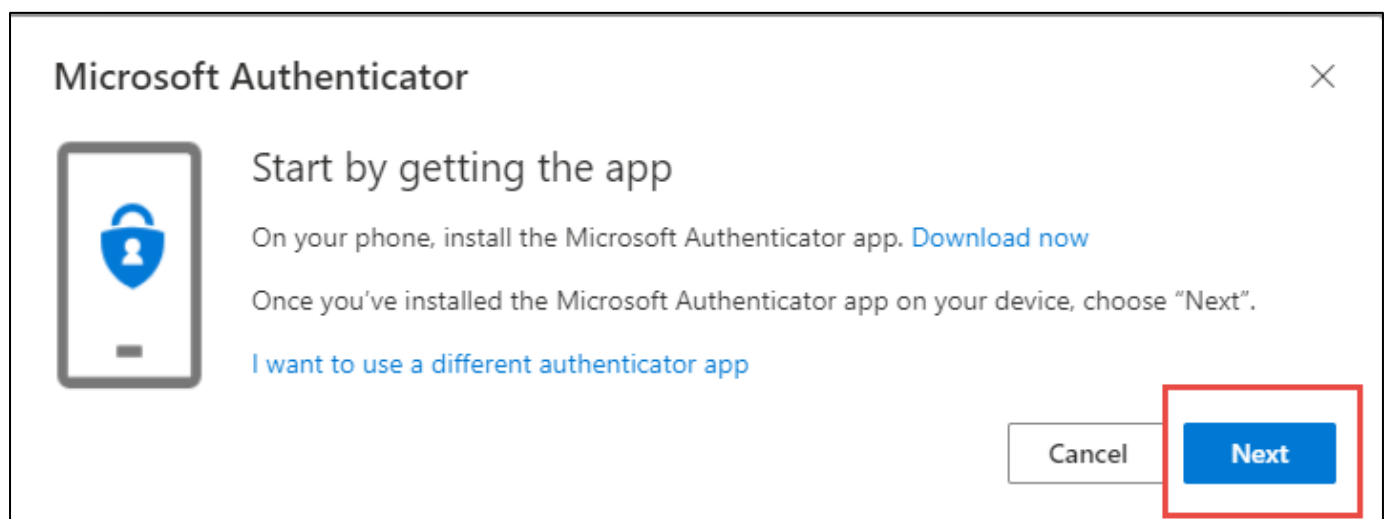 Microsoft Authenticator
Start by getting the app
On your phone, install the Microsoft Authenticator app. Download now
Once you’ve installed the Microsoft Authenticator app on your device, choose “Next”.
I want to use a different authenticator app
Cancel
Next